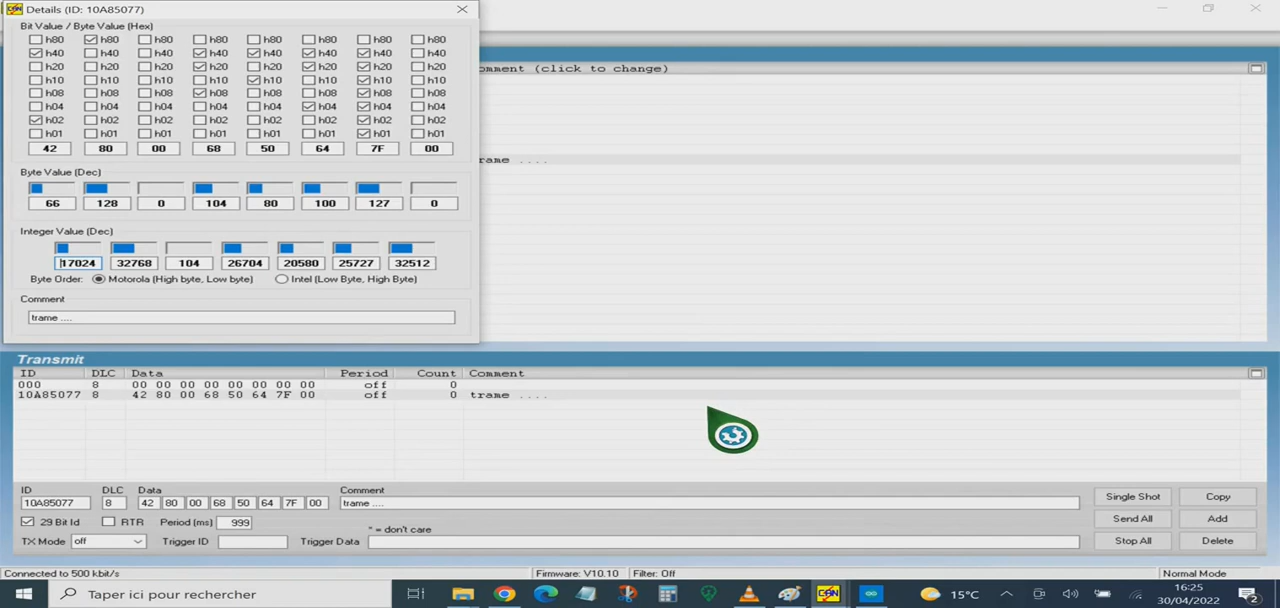 Details (ID: 10A85077)
Bit Value / Byte Value (Hex)
h80 h80 h80 h80 h80 h80 h80 h80
h40 h40 h40 h40 h40 h40 h40 h40
h20 h20 h20 h20 h20 h20 h20 h20
h10 h10 h10 h10 h10 h10 h10 h10
h08 h08 h08 h08 h08 h08 h08 h08
h04 h04 h04 h04 h04 h04 h04 h04
h02 h02 h02 h02 h02 h02 h02 h02
h01 h01 h01 h01 h01 h01 h01 h01
42 80 00 68 50 64 7F 00
Byte Value (Dec)
66 128 0 104 80 100 127 0
Integer Value (Dec)
17024 32768 104 26704 20580 25727 32512
Byte Order: Motorola (High byte, Low byte) Intel (Low Byte, High Byte)
Comment
trame ....
omment (click to change)
rame ....
Transmit
ID DLC Data Period Count Comment
000 8 00 00 00 00 00 00 00 00 off 0
10A85077 8 42 80 00 68 50 64 7F 00 off 0 trame ....
ID DLC Data Comment
10A85077 8 42 80 00 68 50 64 7F 00 trame ....
Single Shot Copy
29 Bit Id RTR Period (ms) 999 * = don't care
Send All Add
TX Mode off Trigger ID Trigger Data
Stop All Delete
Connected to 500 kbit/s Firmware: V10.10 Filter: Off Normal Mode
Taper ici pour rechercher
CAN
15°C
16:25
30/04/2022
2